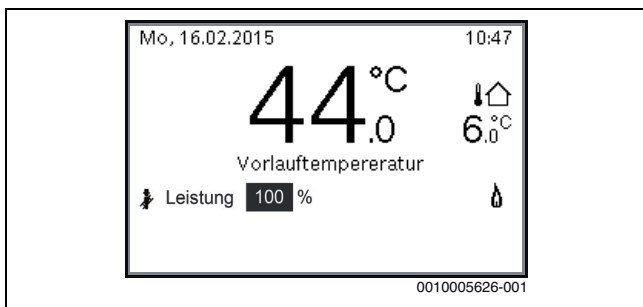 Mo, 16.02.2015 10:47
44.0 °C
6.0 °C
Vorlauftempereratur
Leistung 100 %
0010005626-001